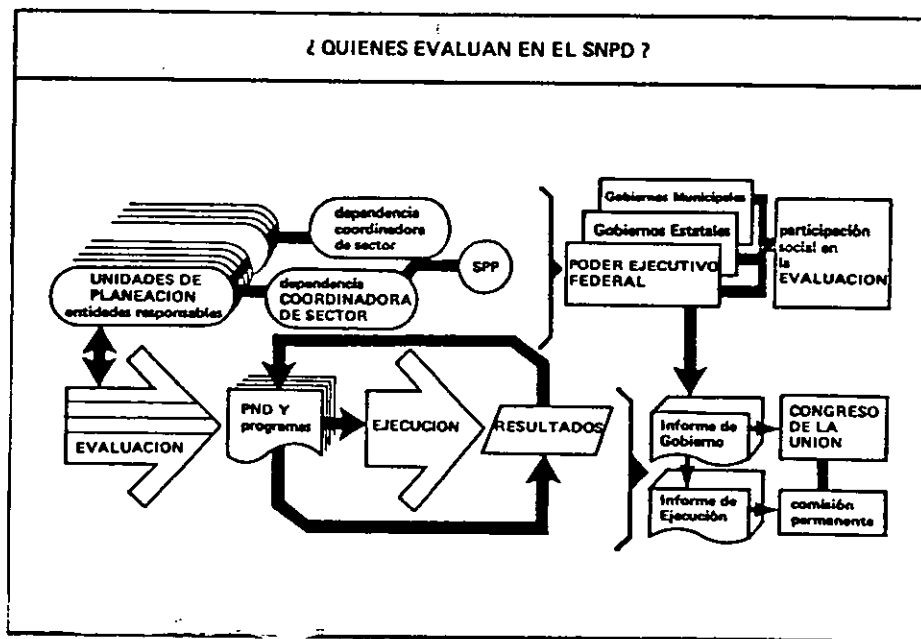 ¿ QUIENES EVALUAN EN EL SNPD ?
dependencia
coordinadora
de sector
UNIDADES DE
PLANEACION
entidades responsables
dependencia
COORDINADORA
DE SECTOR
SPP
Gobiernos Municipales
Gobiernos Estatales
PODER EJECUTIVO
FEDERAL
participación
social en
la
EVALUACION
EVALUACION
PND Y
programas
EJECUCION
RESULTADOS
Informe de
Gobierno
CONGRESO
DE LA
UNION
Informe de
Ejecución
comisión
permanente